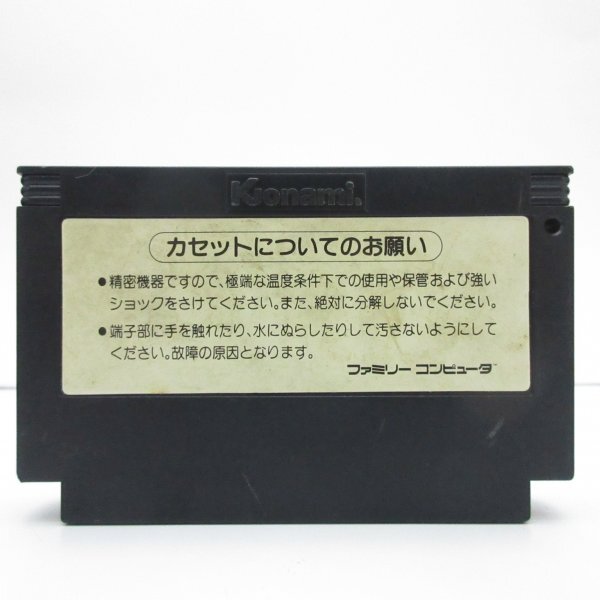 Konami.
カセットについてのお願い
●精密機器ですので、極端な温度条件下での使用や保管および強い
ショックをさけてください。また、絶対に分解しないでください。
●端子部に手を触れたり、水にぬらしたりして汚さないようにして
ください。故障の原因となります。
ファミリー コンピュータ